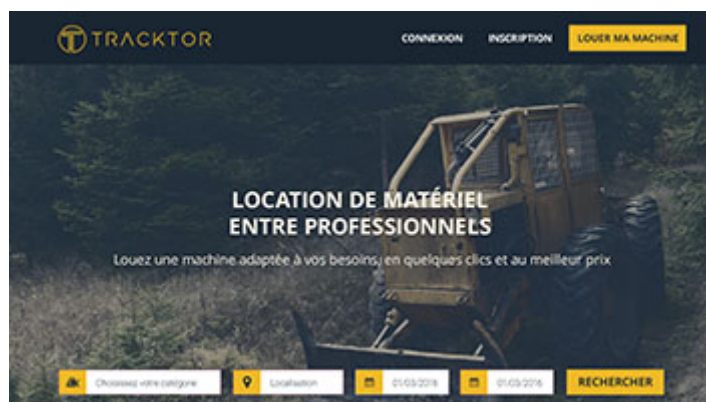 TRACKTOR
CONNEXION INSCRIPTION LOUER MA MACHINE
LOCATION DE MATÉRIEL
ENTRE PROFESSIONNELS
Louez une machine adaptée à vos besoins, en quelques clics et au meilleur prix
Choisissez votre catégorie Localisation 01/03/2016 01/03/2016 RECHERCHER